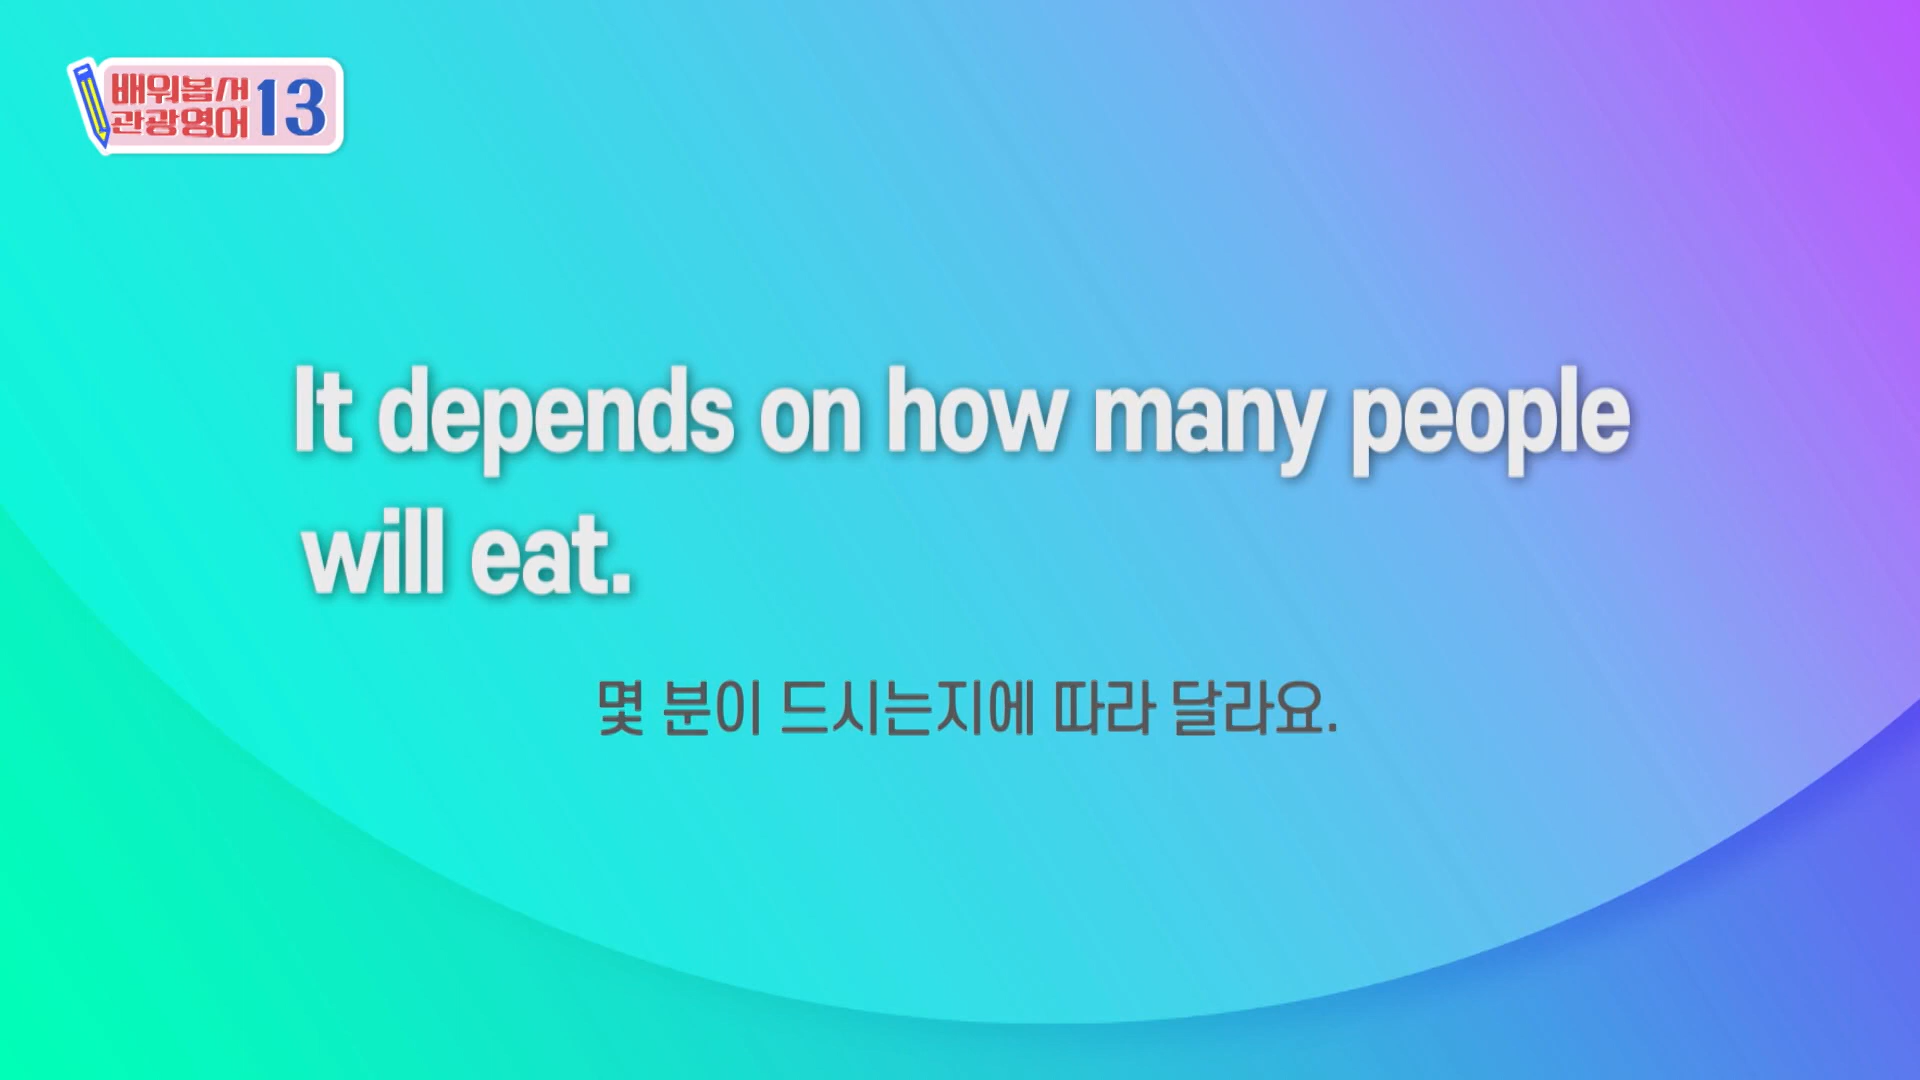 배워봅서
관광영어 13
It depends on how many people
will eat.
몇 분이 드시는지에 따라 달라요.